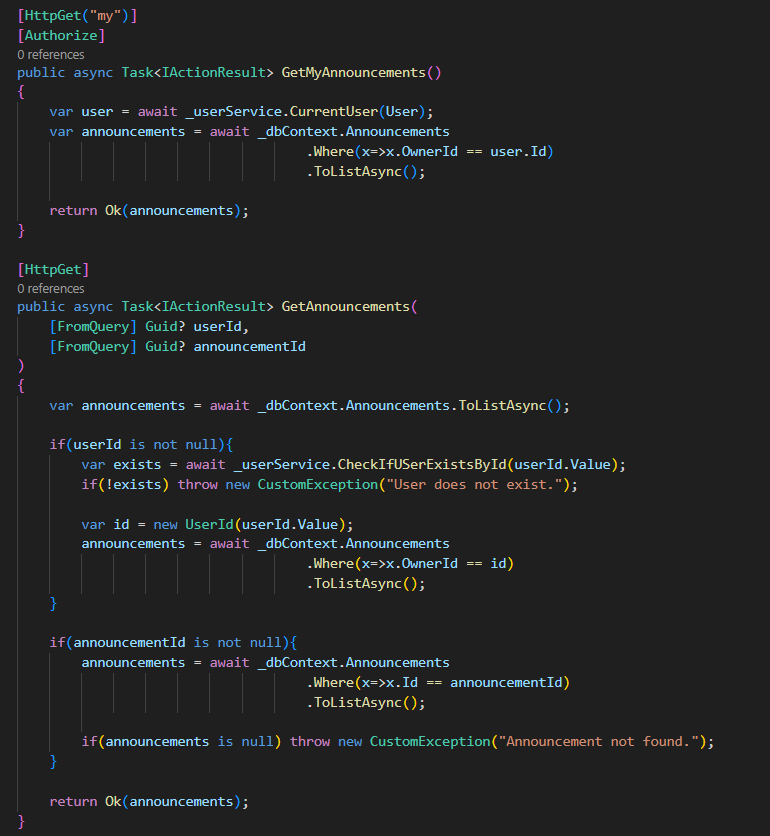 [HttpGet("my")]
[Authorize]
0 references
public async Task<IActionResult> GetMyAnnouncements()
{
var user = await _userService.CurrentUser(User);
var announcements = await _dbContext.Announcements
.Where(x=>x.OwnerId == user.Id)
.ToListAsync();
return Ok(announcements);
}
[HttpGet]
0 references
public async Task<IActionResult> GetAnnouncements(
[FromQuery] Guid? userId,
[FromQuery] Guid? announcementId
)
{
var announcements = await _dbContext.Announcements.ToListAsync();
if(userId is not null){
var exists = await _userService.CheckIfUSerExistsById(userId.Value);
if(!exists) throw new CustomException("User does not exist.");
var id = new UserId(userId.Value);
announcements = await _dbContext.Announcements
.Where(x=>x.OwnerId == id)
.ToListAsync();
}
if(announcementId is not null){
announcements = await _dbContext.Announcements
.Where(x=>x.Id == announcementId)
.ToListAsync();
if(announcements is null) throw new CustomException("Announcement not found.");
}
return Ok(announcements);
}